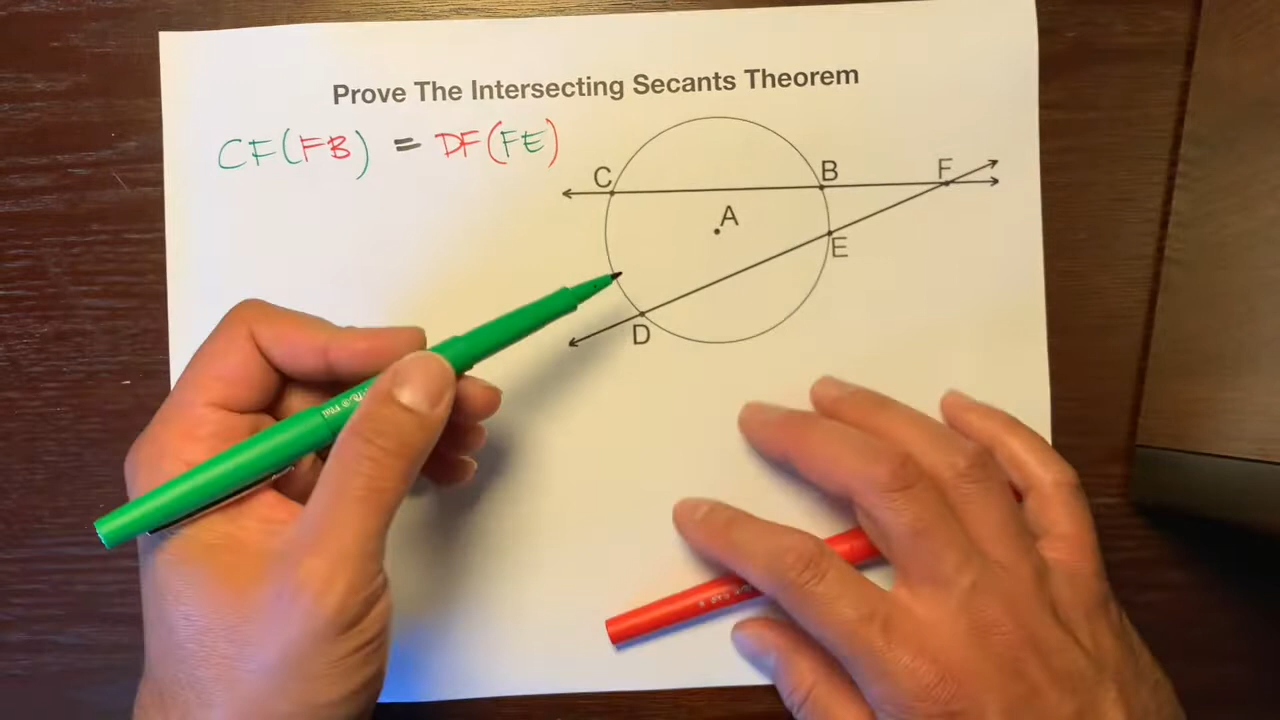 Prove The Intersecting Secants Theorem
CF(FB) = DF(FE)
C
B
F
A
E
D